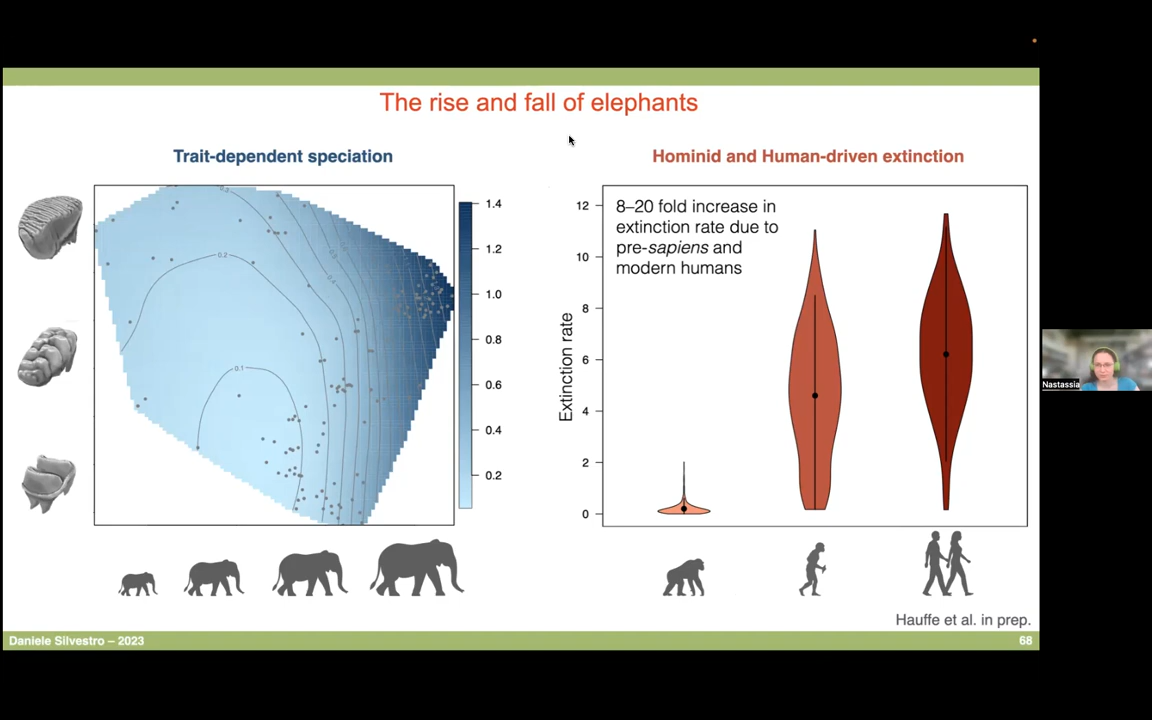 The rise and fall of elephants
Trait-dependent speciation
0.3
0.2
0.1
1.4
1.2
1.0
0.8
0.6
0.4
0.2
Hominid and Human-driven extinction
8–20 fold increase in
extinction rate due to
pre-sapiens and
modern humans
Extinction rate
12
10
8
6
4
2
0
Hauffe et al. in prep.
Daniele Silvestro – 2023
68
Nastassia